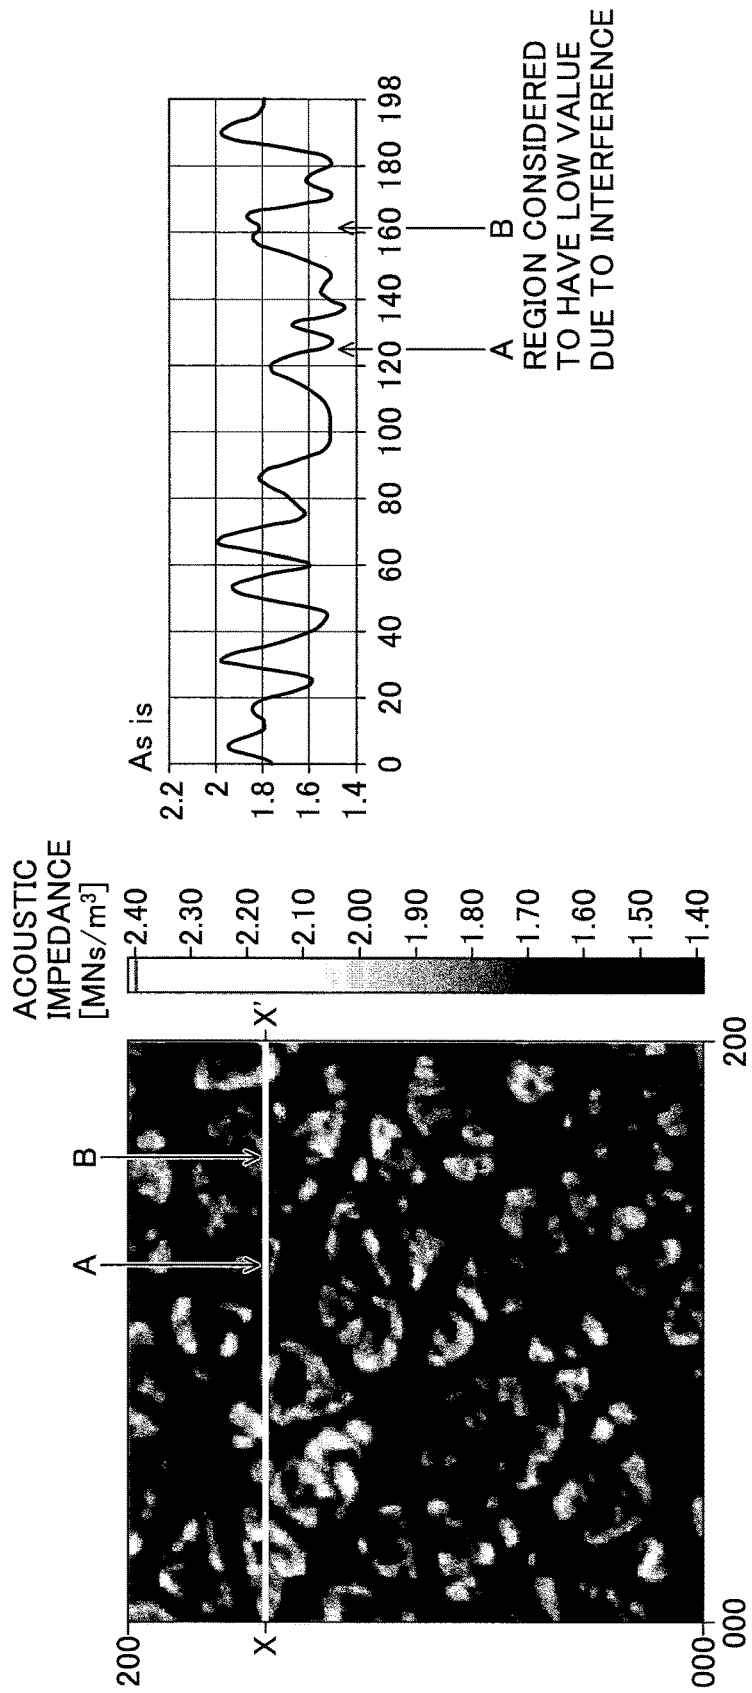 ACOUSTIC
IMPEDANCE
[MNs/m³]
A
B
200
X
X'
000
000
200
2.40
2.30
2.20
2.10
2.00
1.90
1.80
1.70
1.60
1.50
1.40
As is
2.2
2
1.8
1.6
1.4
0 20 40 60 80 100 120 140 160 180 198
A
B
REGION CONSIDERED
TO HAVE LOW VALUE
DUE TO INTERFERENCE